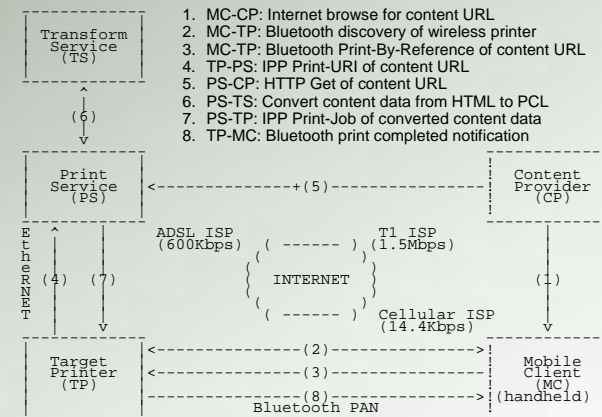 1. MC-CP: Internet browse for content URL
2. MC-TP: Bluetooth discovery of wireless printer
3. MC-TP: Bluetooth Print-By-Reference of content URL
4. TP-PS: IPP Print-URI of content URL
5. PS-CP: HTTP Get of content URL
6. PS-TS: Convert content data from HTML to PCL
7. PS-TP: IPP Print-Job of converted content data
8. TP-MC: Bluetooth print completed notification
Transform
Service
(TS)
(6)
Print
Service
(PS)
+(5)
Content
Provider
(CP)
EtheRNET
(4) (7)
ADSL ISP
(600Kbps)
T1 ISP
(1.5Mbps)
INTERNET
Cellular ISP
(14.4Kbps)
(1)
Target
Printer
(TP)
(2)
(3)
(8)
Bluetooth PAN
Mobile
Client
(MC)
(handheld)